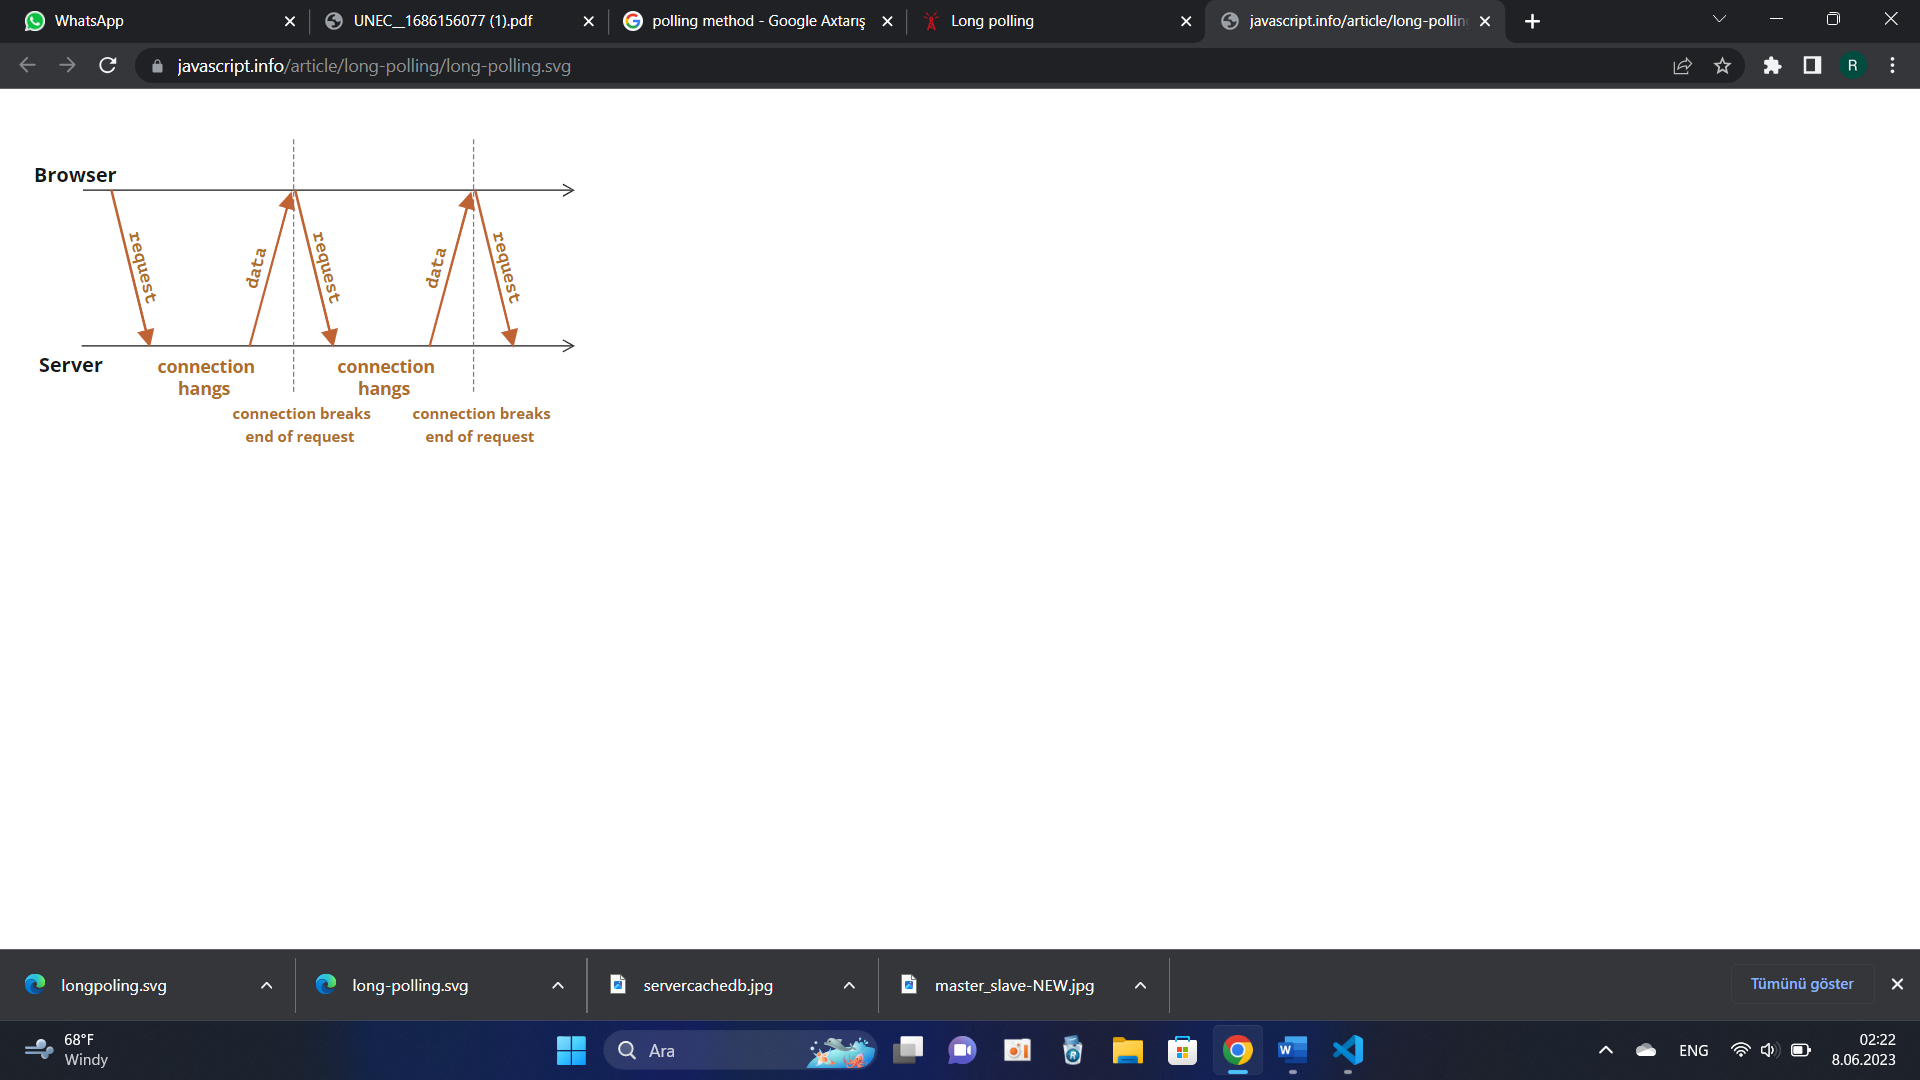 WhatsApp
UNEC__1686156077 (1).pdf
polling method - Google Axtarış
Long polling
javascript.info/article/long-pollin
javascript.info/article/long-polling/long-polling.svg
R
Browser
request
data
request
data
request
Server
connection
hangs
connection
hangs
connection breaks
end of request
connection breaks
end of request
longpoling.svg
long-polling.svg
servercachedb.jpg
master_slave-NEW.jpg
Tümünü göster
68°F
Windy
Ara
ENG
02:22
8.06.2023